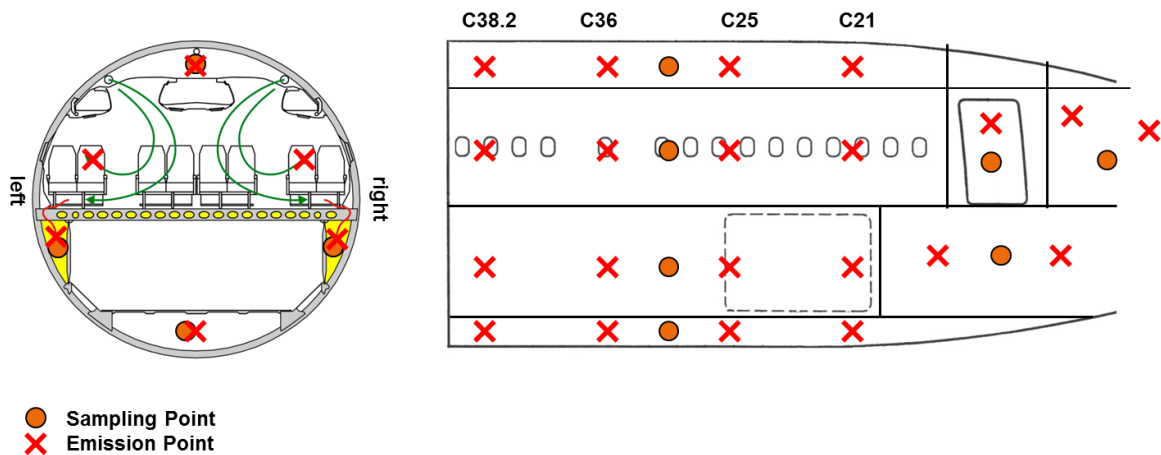 C38.2 C36 C25 C21
left
right
Sampling Point
Emission Point